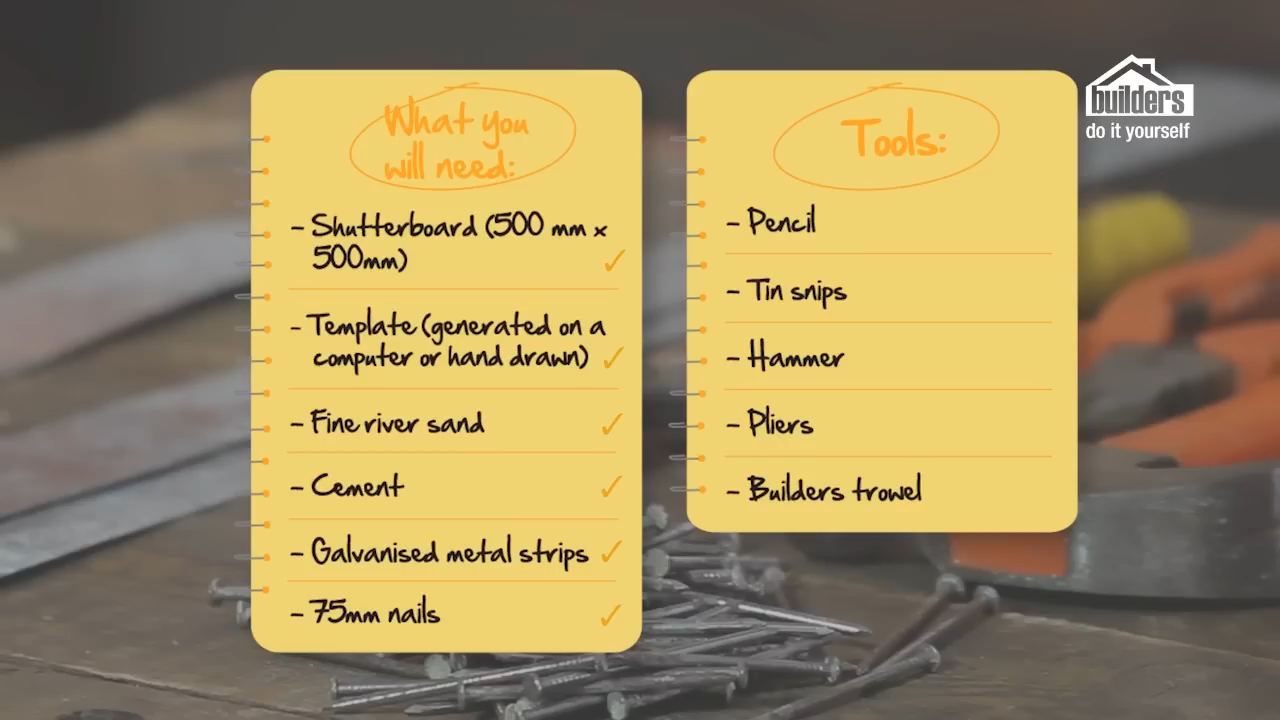 What you
will need:
– Shutterboard (500 mm x
500mm)
– Template (generated on a
computer or hand drawn)
– Fine river sand
– Cement
– Galvanised metal strips
– 75mm nails
Tools:
– Pencil
– Tin snips
– Hammer
– Pliers
– Builders trowel
builders
do it yourself